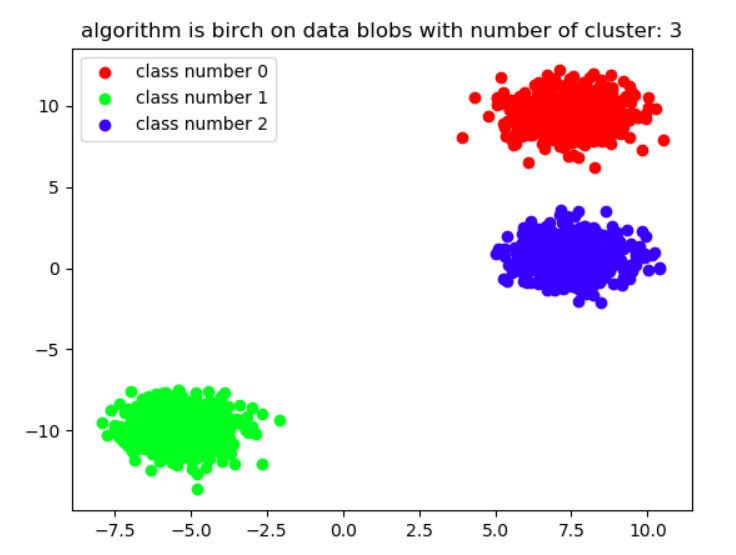 algorithm is birch on data blobs with number of cluster: 3
class number 0
class number 1
class number 2
10
5
0
−5
−10
−7.5 −5.0 −2.5 0.0 2.5 5.0 7.5 10.0